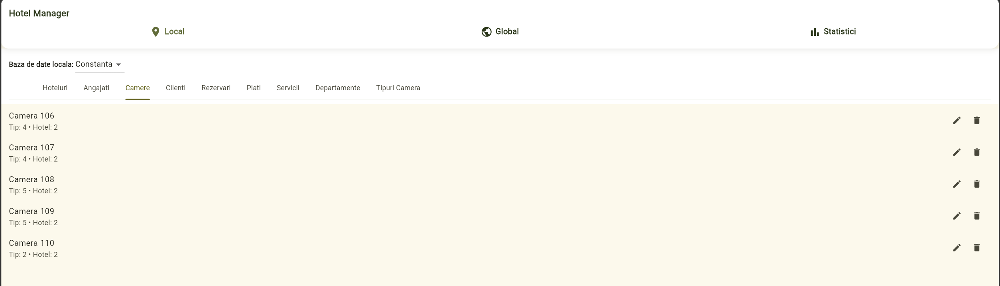 Hotel Manager
Local Global Statistici
Baza de date locala: Constanta
Hoteluri Angajati Camere Clienti Rezervari Plati Servicii Departamente Tipuri Camera
Camera 106
Tip: 4 • Hotel: 2
Camera 107
Tip: 4 • Hotel: 2
Camera 108
Tip: 5 • Hotel: 2
Camera 109
Tip: 5 • Hotel: 2
Camera 110
Tip: 2 • Hotel: 2